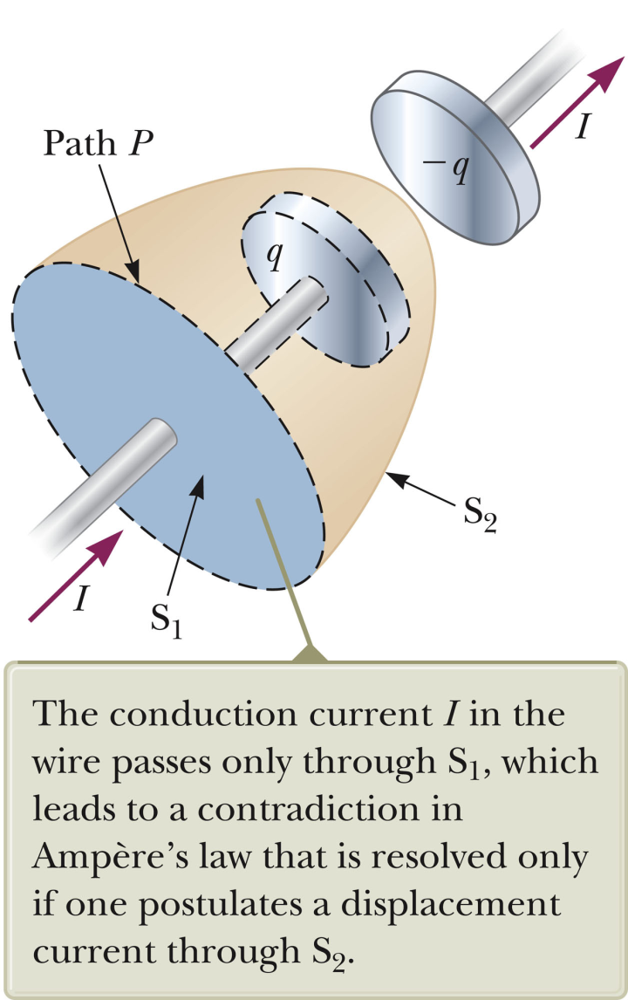 Path P
I
−q
q
S₂
I
S₁
The conduction current I in the
wire passes only through S₁, which
leads to a contradiction in
Ampère’s law that is resolved only
if one postulates a displacement
current through S₂.